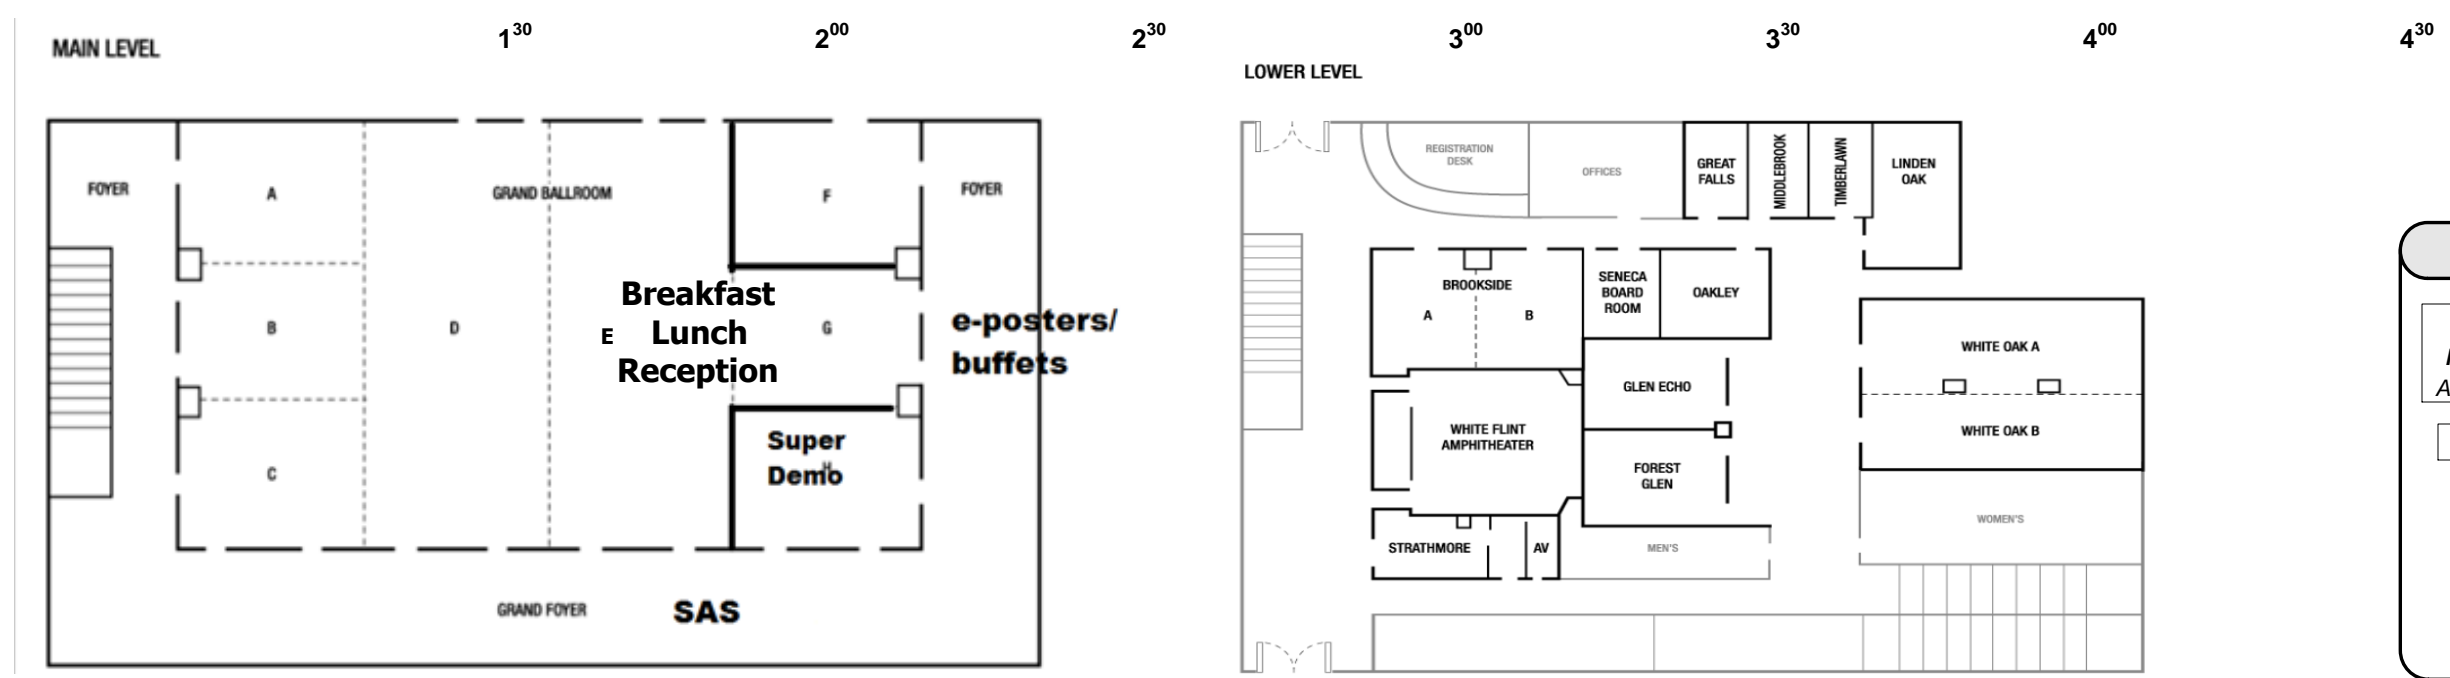 1³⁰ 2⁰⁰ 2³⁰ 3⁰⁰ 3³⁰ 4⁰⁰ 4³⁰
MAIN LEVEL
FOYER
A
GRAND BALLROOM
F
FOYER
B
D
E
Breakfast
Lunch
Reception
G
e-posters/
buffets
C
Super
Demo
H
GRAND FOYER
SAS
LOWER LEVEL
REGISTRATION
DESK
OFFICES
GREAT
FALLS
MIDDLEBROOK
TIMBERLAWN
LINDEN
OAK
BROOKSIDE
A
B
SENECA
BOARD
ROOM
OAKLEY
WHITE OAK A
GLEN ECHO
WHITE FLINT
AMPHITHEATER
WHITE OAK B
FOREST
GLEN
WOMEN'S
STRATHMORE
AV
MEN'S
A